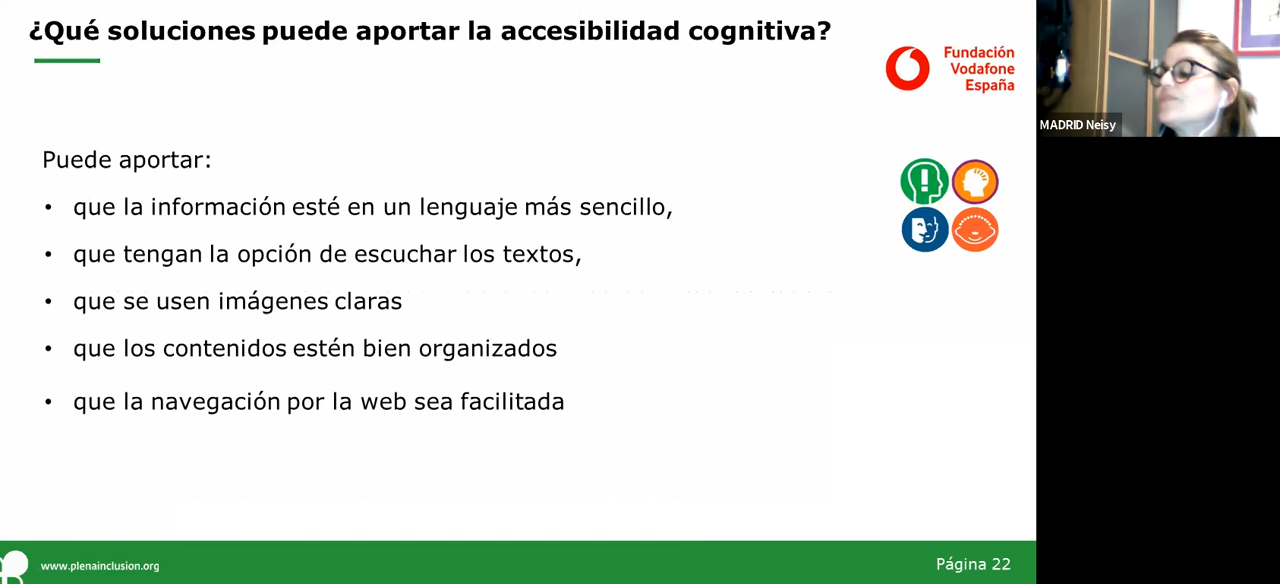 ¿Qué soluciones puede aportar la accesibilidad cognitiva?
Fundación
Vodafone
España
MADRID Neisy
Puede aportar:
• que la información esté en un lenguaje más sencillo,
• que tengan la opción de escuchar los textos,
• que se usen imágenes claras
• que los contenidos estén bien organizados
• que la navegación por la web sea facilitada
www.plenainclusion.org
Página 22